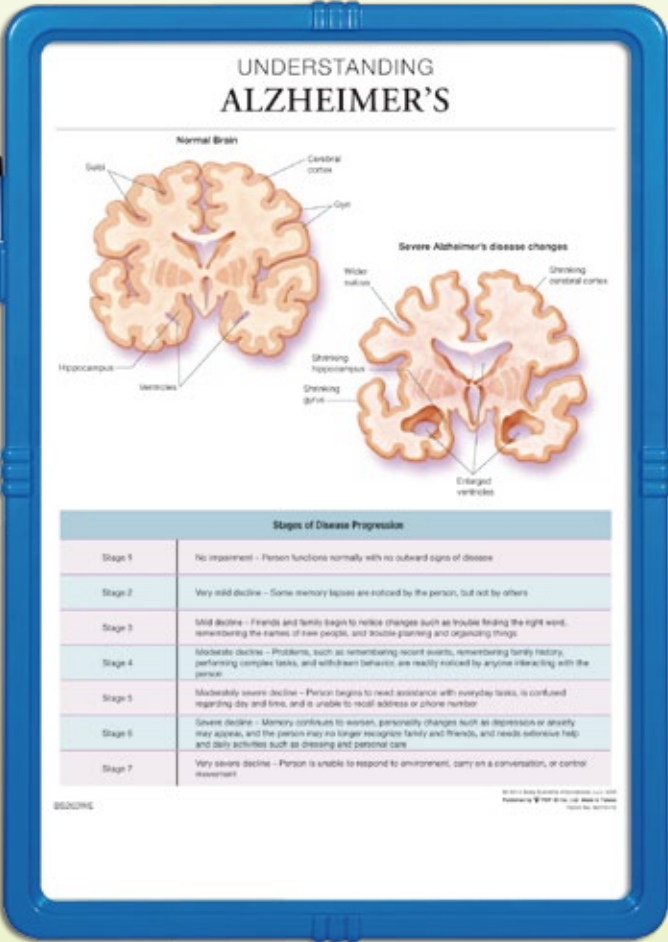 UNDERSTANDING
ALZHEIMER'S
Normal Brain
Sulci
Cerebral
cortex
Gyri
Hippocampus
Ventricles
Severe Alzheimer's disease changes
Wider
sulcus
Shrinking
cerebral cortex
Shrinking
hippocampus
Shrinking
gyrus
Enlarged
ventricles
Stages of Disease Progression
Stage 1
No impairment – Person functions normally with no outward signs of disease
Stage 2
Very mild decline – Some memory lapses are noticed by the person, but not by others
Stage 3
Mild decline – Friends and family begin to notice changes such as trouble finding the right word,
remembering the names of new people, and trouble planning and organizing things
Stage 4
Moderate decline – Problems, such as remembering recent events, remembering family history,
performing complex tasks, and withdrawn behavior, are readily noticed by anyone interacting with the
person
Stage 5
Moderately severe decline – Person begins to need assistance with everyday tasks, is confused
regarding day and time, and is unable to recall address or phone number
Stage 6
Severe decline – Memory continues to worsen, personality changes such as depression or anxiety
may appear, and the person may no longer recognize family and friends, and needs extensive help
and daily activities such as dressing and personal care
Stage 7
Very severe decline – Person is unable to respond to environment, carry on a conversation, or control
movement